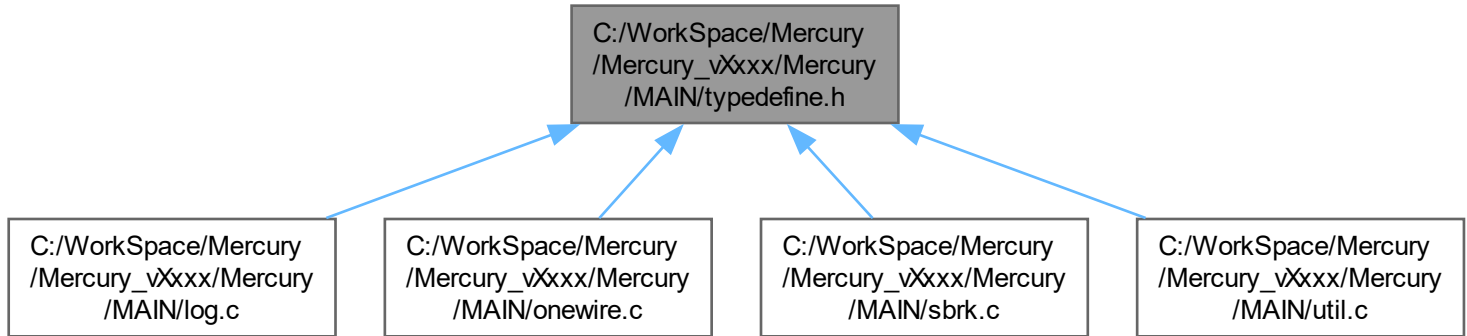 C:/WorkSpace/Mercury
/Mercury_vXxxx/Mercury
/MAIN/typedefine.h
C:/WorkSpace/Mercury
/Mercury_vXxxx/Mercury
/MAIN/log.c
C:/WorkSpace/Mercury
/Mercury_vXxxx/Mercury
/MAIN/onewire.c
C:/WorkSpace/Mercury
/Mercury_vXxxx/Mercury
/MAIN/sbrk.c
C:/WorkSpace/Mercury
/Mercury_vXxxx/Mercury
/MAIN/util.c